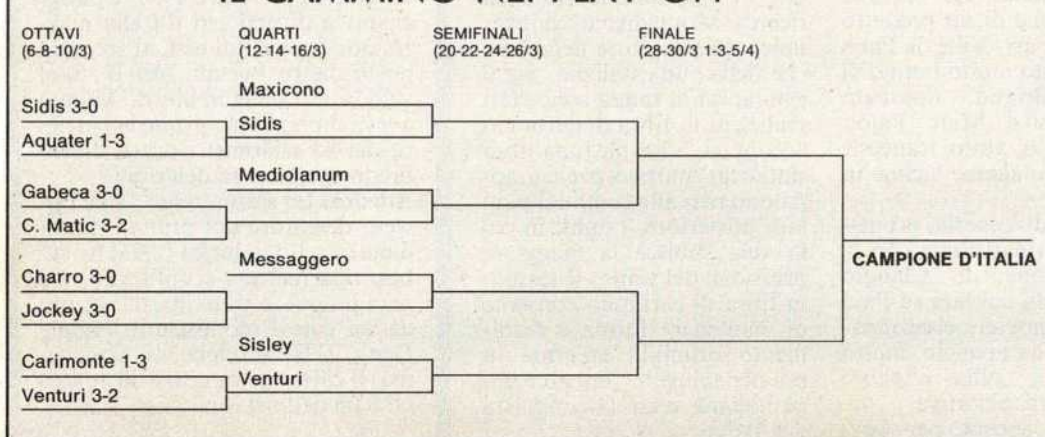 OTTAVI
(6-8-10/3)
QUARTI
(12-14-16/3)
SEMIFINALI
(20-22-24-26/3)
FINALE
(28-30/3 1-3-5/4)
Sidis 3-0
Aquater 1-3
Gabeca 3-0
C. Matic 3-2
Charro 3-0
Jockey 3-0
Carimonte 1-3
Venturi 3-2
Maxicono
Sidis
Mediolanum
Messaggero
Sisley
Venturi
CAMPIONE D'ITALIA